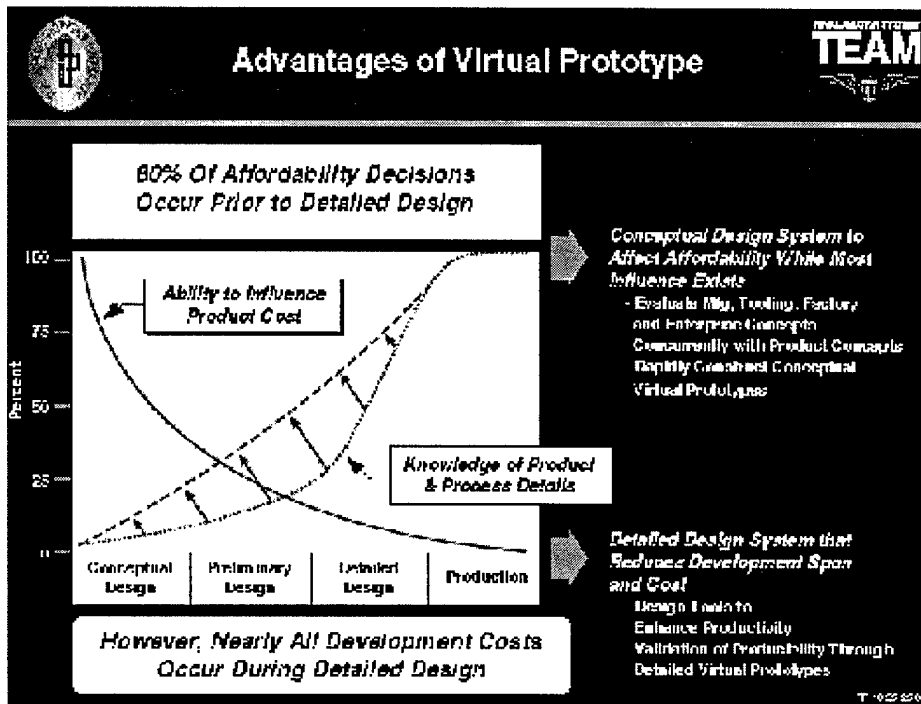 Advantages of Virtual Prototype
TEAM
80% Of Affordability Decisions
Occur Prior to Detailed Design
100
75
50
25
0
Percent
Ability to Influence
Product Cost
Knowledge of Product
& Process Details
Conceptual
Design
Preliminary
Design
Detailed
Design
Production
However, Nearly All Development Costs
Occur During Detailed Design
Conceptual Design System to
Affect Affordability While Most
Influence Exists
- Evaluate Mfg, Tooling, Factory
and Enterprise Concepts
Concurrently with Product Concepts
Rapidly Construct Conceptual
Virtual Prototypes
Detailed Design System that
Reduces Development Span
and Cost
Design Tools to
Enhance Productivity
Validation of Producibility Through
Detailed Virtual Prototypes